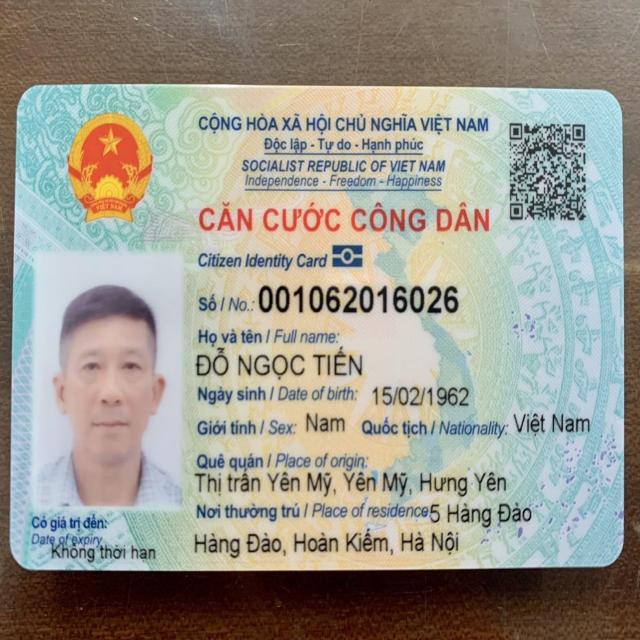 CỘNG HÒA XÃ HỘI CHỦ NGHĨA VIỆT NAM
Độc lập - Tự do - Hạnh phúc
SOCIALIST REPUBLIC OF VIET NAM
Independence - Freedom - Happiness
CĂN CƯỚC CÔNG DÂN
Citizen Identity Card
Số / No.: 001062016026
Họ và tên / Full name:
ĐỖ NGỌC TIẾN
Ngày sinh / Date of birth: 15/02/1962
Giới tính / Sex: Nam Quốc tịch / Nationality: Việt Nam
Quê quán / Place of origin:
Thị trấn Yên Mỹ, Yên Mỹ, Hưng Yên
Nơi thường trú / Place of residence 5 Hàng Đào
Hàng Đào, Hoàn Kiếm, Hà Nội
Có giá trị đến:
Date of expiry
Không thời hạn